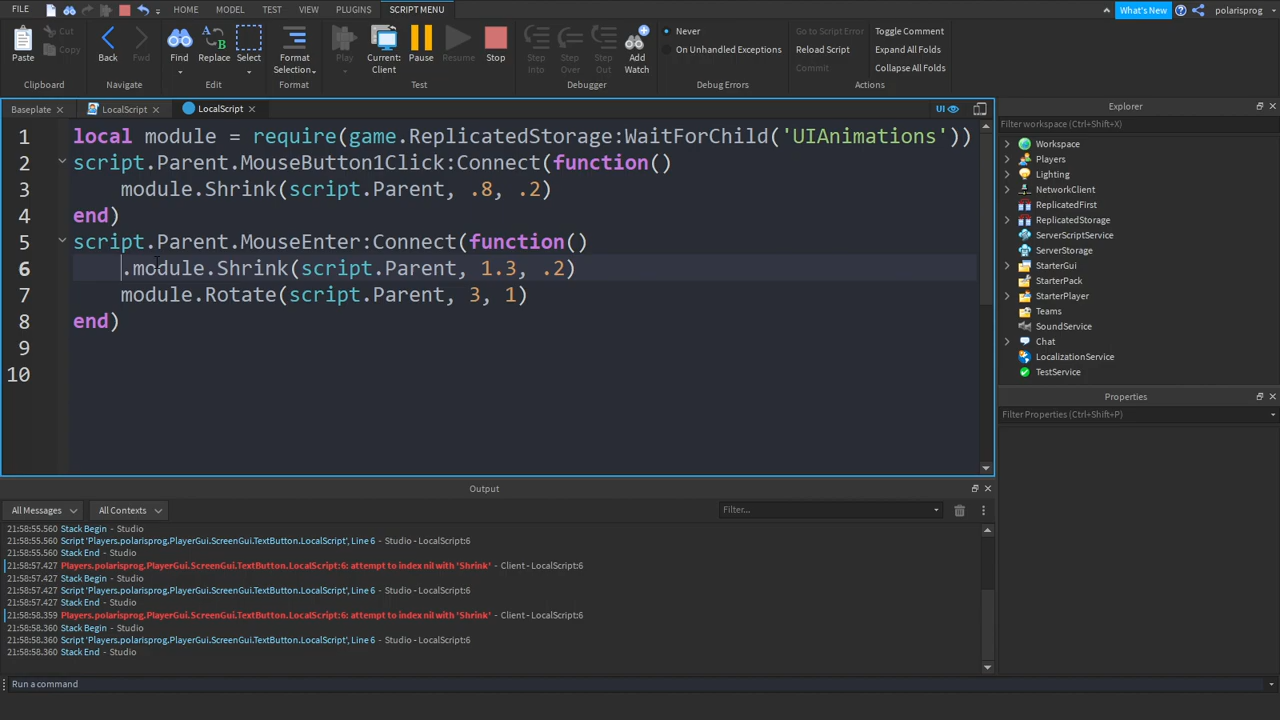 FILE HOME MODEL TEST VIEW PLUGINS SCRIPT MENU What's New polarisprog
Paste Cut Copy Back Fwd Find Replace Select Format Selection Play Current: Client Pause Resume Stop Step Into Step Over Step Out Add Watch Never On Unhandled Exceptions Go to Script Error Reload Script Commit Toggle Comment Expand All Folds Collapse All Folds
Clipboard Navigate Edit Format Test Debugger Debug Errors Actions
Baseplate LocalScript LocalScript UI
1 local module = require(game.ReplicatedStorage:WaitForChild('UIAnimations'))
2 script.Parent.MouseButton1Click:Connect(function()
3 module.Shrink(script.Parent, .8, .2)
4 end)
5 script.Parent.MouseEnter:Connect(function()
6 .module.Shrink(script.Parent, 1.3, .2)
7 module.Rotate(script.Parent, 3, 1)
8 end)
9
10
Explorer
Filter workspace (Ctrl+Shift+X)
Workspace
Players
Lighting
NetworkClient
ReplicatedFirst
ReplicatedStorage
ServerScriptService
ServerStorage
StarterGui
StarterPack
StarterPlayer
Teams
SoundService
Chat
LocalizationService
TestService
Properties
Filter Properties (Ctrl+Shift+P)
Output
All Messages All Contexts Filter...
21:58:55.560 Stack Begin - Studio
21:58:55.560 Script 'Players.polarisprog.PlayerGui.ScreenGui.TextButton.LocalScript', Line 6 - Studio - LocalScript:6
21:58:55.560 Stack End - Studio
21:58:57.427 Players.polarisprog.PlayerGui.ScreenGui.TextButton.LocalScript:6: attempt to index nil with 'Shrink' - Client - LocalScript:6
21:58:57.427 Stack Begin - Studio
21:58:57.427 Script 'Players.polarisprog.PlayerGui.ScreenGui.TextButton.LocalScript', Line 6 - Studio - LocalScript:6
21:58:57.427 Stack End - Studio
21:58:58.359 Players.polarisprog.PlayerGui.ScreenGui.TextButton.LocalScript:6: attempt to index nil with 'Shrink' - Client - LocalScript:6
21:58:58.360 Stack Begin - Studio
21:58:58.360 Script 'Players.polarisprog.PlayerGui.ScreenGui.TextButton.LocalScript', Line 6 - Studio - LocalScript:6
21:58:58.360 Stack End - Studio
Run a command